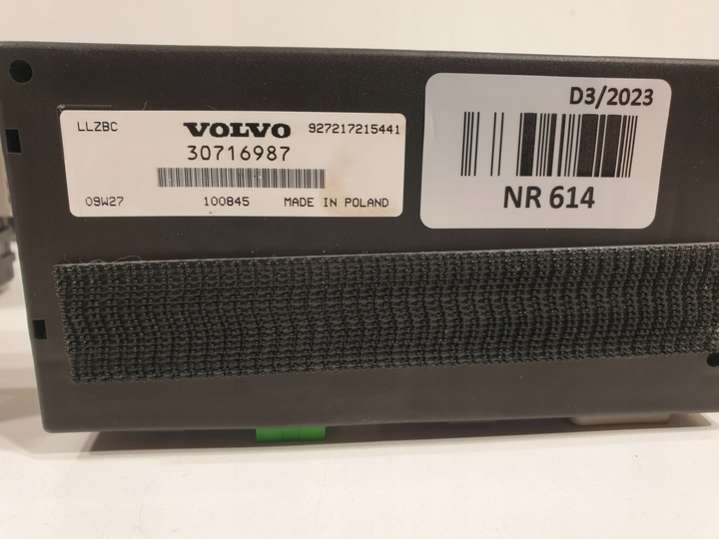 LLZBC VOLVO 927217215441
30716987
09W27 100845 MADE IN POLAND
D3/2023
NR 614